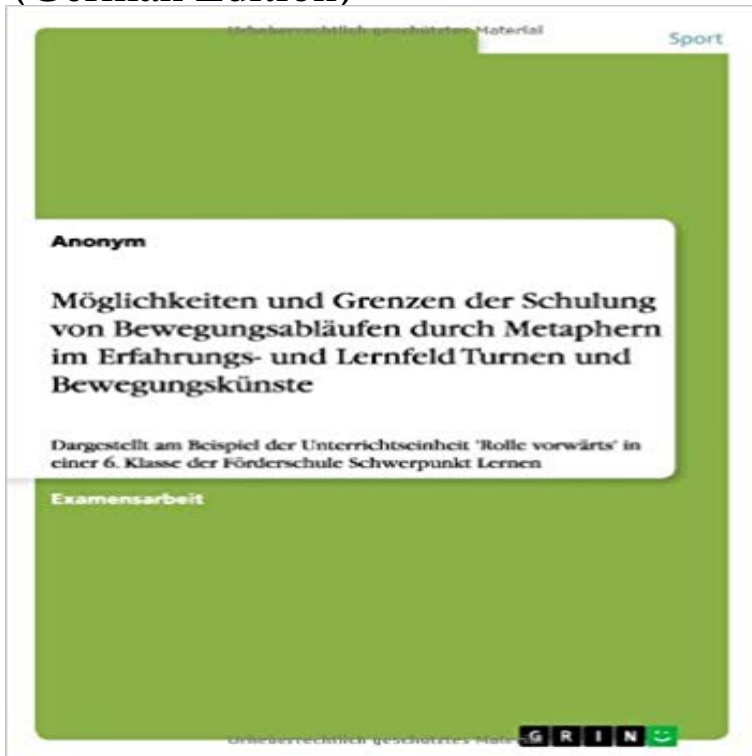 (German Edition)
Urheberrechtlich geschütztes Material
Sport
Anonym
Möglichkeiten und Grenzen der Schulung
von Bewegungsabläufen durch Metaphern
im Erfahrungs- und Lernfeld Turnen und
Bewegungskünste
Dargestellt am Beispiel der Unterrichtseinheit 'Rolle vorwärts' in
einer 6. Klasse der Förderschule Schwerpunkt Lernen
Examensarbeit
Urheberrechtlich geschütztes
G R I N